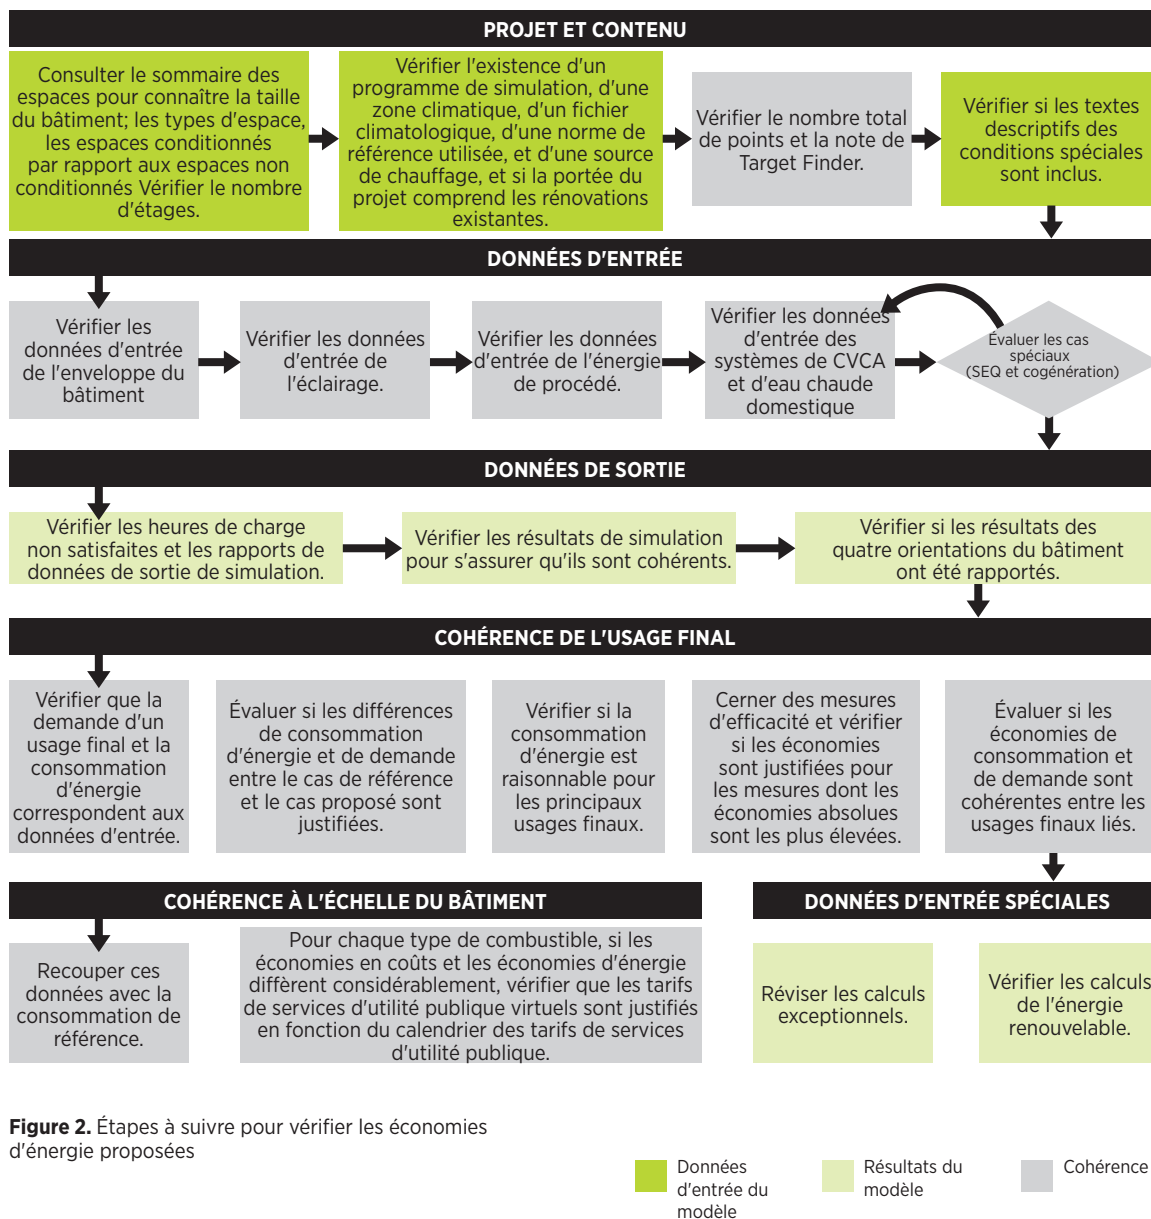 PROJET ET CONTENU
Consulter le sommaire des
espaces pour connaître la taille
du bâtiment; les types d'espace,
les espaces conditionnés
par rapport aux espaces non
conditionnés Vérifier le nombre
d'étages.
Vérifier l'existence d'un
programme de simulation, d'une
zone climatique, d'un fichier
climatologique, d'une norme de
référence utilisée, et d'une source
de chauffage, et si la portée du
projet comprend les rénovations
existantes.
Vérifier le nombre total
de points et la note de
Target Finder.
Vérifier si les textes
descriptifs des
conditions spéciales
sont inclus.
DONNÉES D'ENTRÉE
Vérifier les
données d'entrée
de l'enveloppe du
bâtiment
Vérifier les données
d'entrée de
l'éclairage.
Vérifier les données
d'entrée de l'énergie
de procédé.
Vérifier les données
d'entrée des
systèmes de CVCA
et d'eau chaude
domestique
Évaluer les cas
spéciaux
(SEQ et cogénération)
DONNÉES DE SORTIE
Vérifier les heures de charge
non satisfaites et les rapports de
données de sortie de simulation.
Vérifier les résultats de simulation
pour s'assurer qu'ils sont cohérents.
Vérifier si les résultats des
quatre orientations du bâtiment
ont été rapportés.
COHÉRENCE DE L'USAGE FINAL
Vérifier que la
demande d'un
usage final et la
consommation
d'énergie
correspondent aux
données d'entrée.
Évaluer si les différences
de consommation
d'énergie et de demande
entre le cas de référence
et le cas proposé sont
justifiées.
Vérifier si la
consommation
d'énergie est
raisonnable pour
les principaux
usages finaux.
Cerner des mesures
d'efficacité et vérifier
si les économies
sont justifiées pour
les mesures dont les
économies absolues
sont les plus élevées.
Évaluer si les
économies de
consommation et
de demande sont
cohérentes entre les
usages finaux liés.
COHÉRENCE À L'ÉCHELLE DU BÂTIMENT
Recouper ces
données avec la
consommation de
référence.
Pour chaque type de combustible, si les
économies en coûts et les économies d'énergie
diffèrent considérablement, vérifier que les tarifs
de services d'utilité publique virtuels sont justifiés
en fonction du calendrier des tarifs de services
d'utilité publique.
DONNÉES D'ENTRÉE SPÉCIALES
Réviser les calculs
exceptionnels.
Vérifier les calculs
de l'énergie
renouvelable.
Figure 2. Étapes à suivre pour vérifier les économies
d'énergie proposées
Données
d'entrée du
modèle
Résultats du
modèle
Cohérence